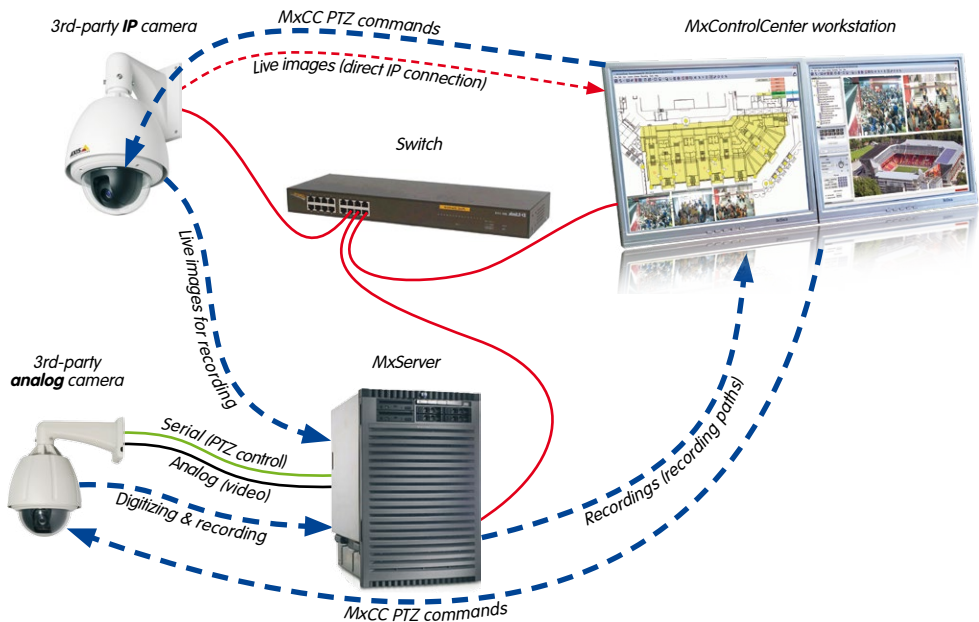 MxCC PTZ commands
3rd-party IP camera
MxControlCenter workstation
Live images (direct IP connection)
Switch
AXIS
Live images for recording
3rd-party
analog camera
MxServer
Serial (PTZ control)
Analog (video)
Digitizing & recording
Recordings (recording paths)
MxCC PTZ commands